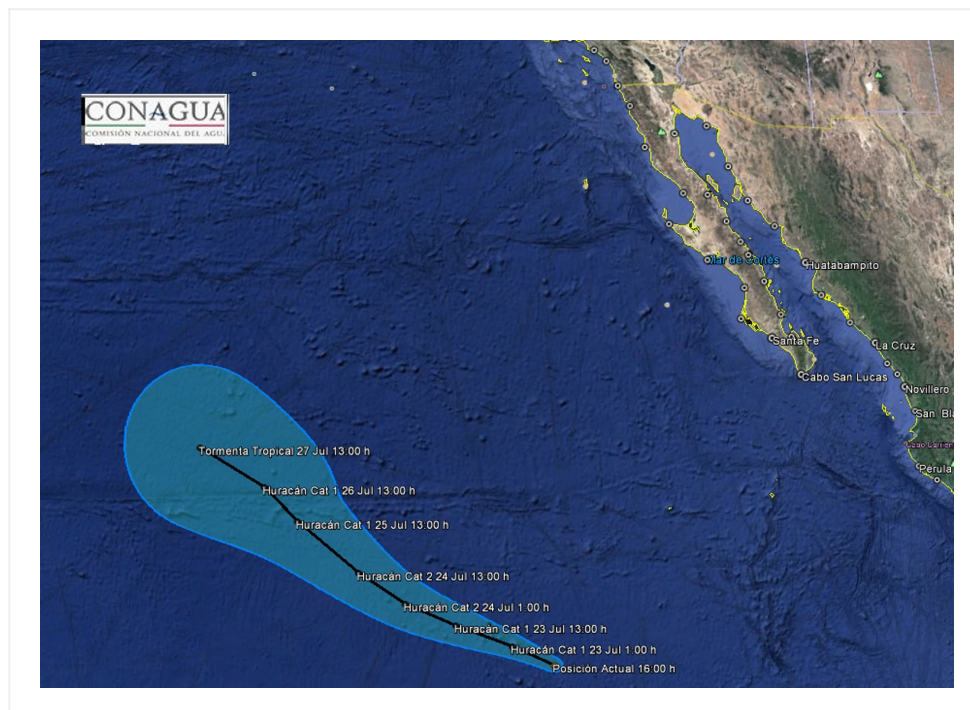 CONAGUA
COMISIÓN NACIONAL DEL AGU
Mar de Cortés
Huatabampito
Santa Fe
La Cruz
Cabo San Lucas
Novillero
San Bla
Perula
Tormenta Tropical 27 Jul 13:00 h
Huracán Cat 1 26 Jul 13:00 h
Huracán Cat 1 25 Jul 13:00 h
Huracán Cat 2 24 Jul 13:00 h
Huracán Cat 2 24 Jul 1:00 h
Huracán Cat 1 23 Jul 13:00 h
Huracán Cat 1 23 Jul 1:00 h
Posición Actual 16:00 h